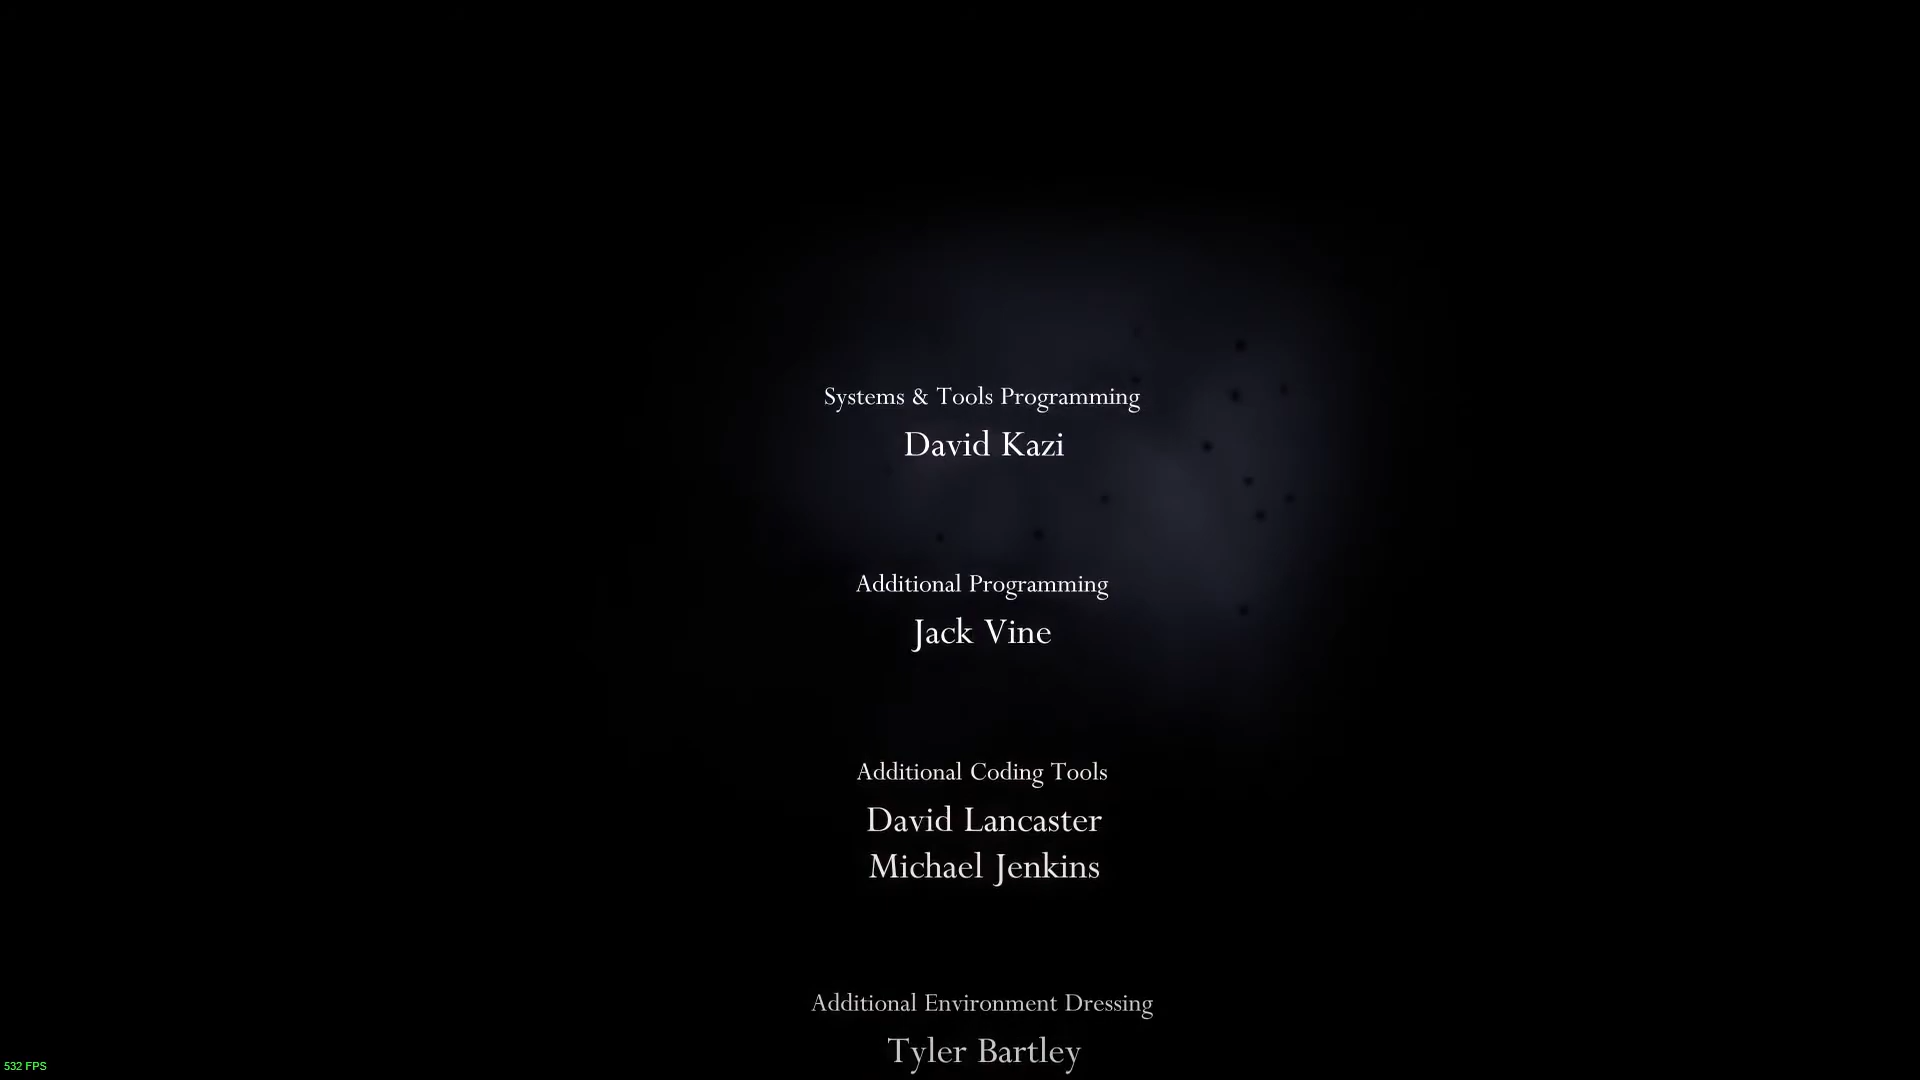 Systems & Tools Programming
David Kazi
Additional Programming
Jack Vine
Additional Coding Tools
David Lancaster
Michael Jenkins
Additional Environment Dressing
Tyler Bartley
532 FPS